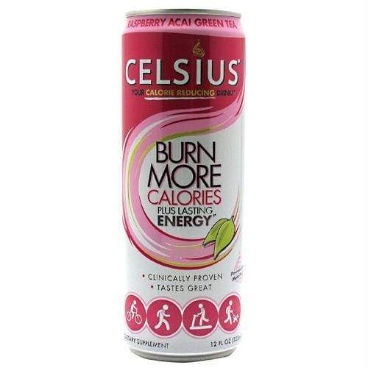 RASPBERRY ACAI GREEN TEA
CELSIUS
YOUR CALORIE REDUCING DRINK
BURN
MORE
CALORIES
PLUS LASTING
ENERGY
• CLINICALLY PROVEN
• TASTES GREAT
DIETARY SUPPLEMENT
12 FL OZ